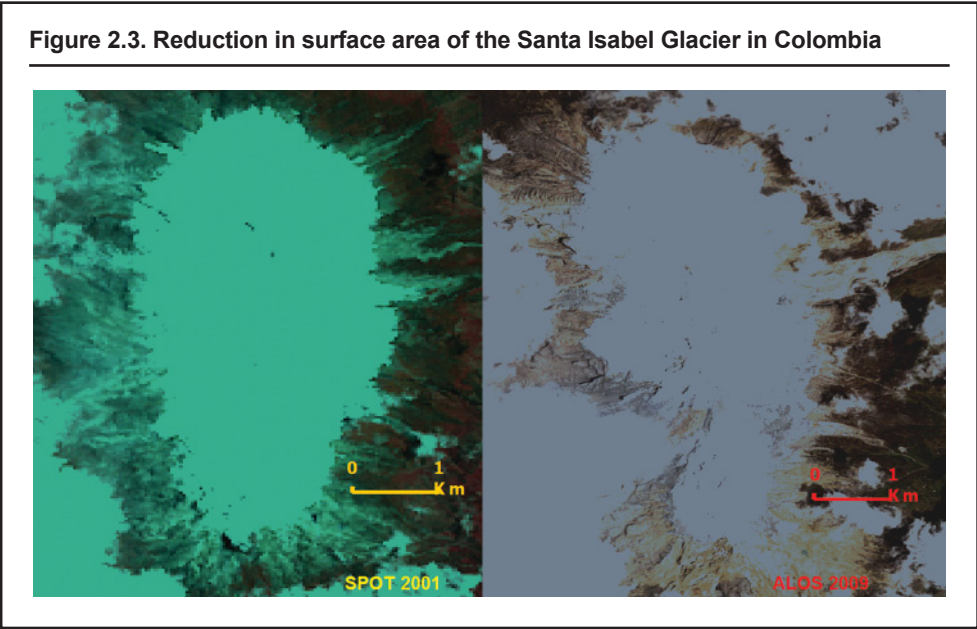 Figure 2.3. Reduction in surface area of the Santa Isabel Glacier in Colombia
0 1
Km
0 1
Km
SPOT 2001
ALOS